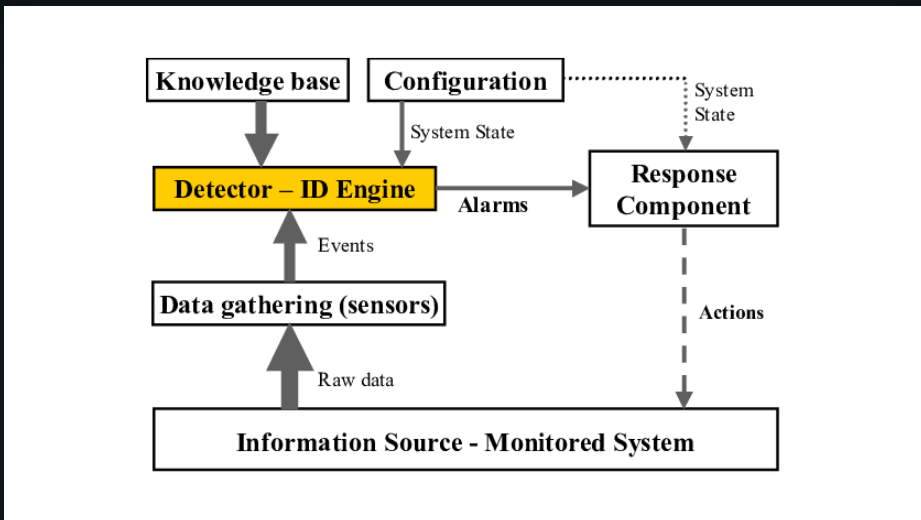 Knowledge base
Configuration
System State
System
State
Detector – ID Engine
Alarms
Response
Component
Events
Data gathering (sensors)
Actions
Raw data
Information Source - Monitored System